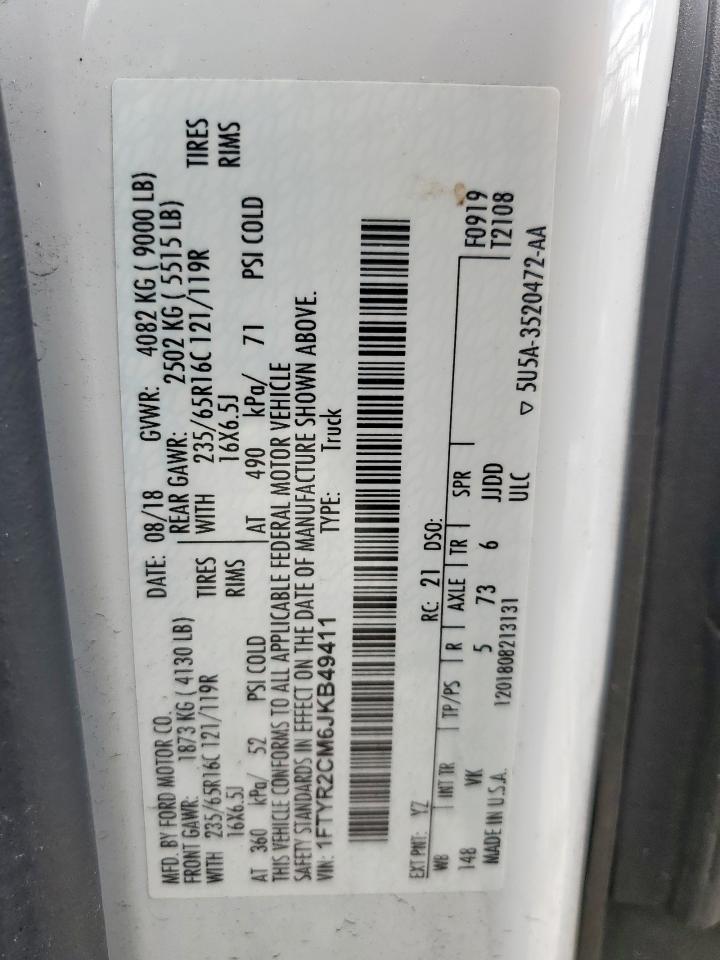 MFD. BY FORD MOTOR CO. DATE: 08/18 GVWR: 4082 KG ( 9000 LB)
FRONT GAWR: 1873 KG ( 4130 LB) REAR GAWR: 2502 KG ( 5515 LB)
WITH 235/65R16C 121/119R TIRES WITH 235/65R16C 121/119R TIRES
16X6.5J RIMS 16X6.5J RIMS
AT 360 kPa/ 52 PSI COLD AT 490 kPa/ 71 PSI COLD
THIS VEHICLE CONFORMS TO ALL APPLICABLE FEDERAL MOTOR VEHICLE
SAFETY STANDARDS IN EFFECT ON THE DATE OF MANUFACTURE SHOWN ABOVE.
VIN: 1FTYR2CM6JKB49411 TYPE: Truck
EXT PNT: YZ RC: 21 DSO:
WB INT TR TP/PS R AXLE TR SPR F0919
148 VK 5 73 6 JJDD T2108
MADE IN U.S.A. 1201808213131 ULC
▽ 5U5A-3520472-AA